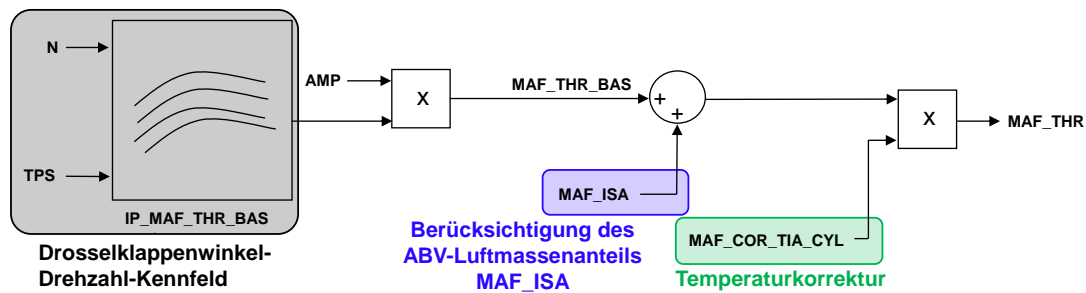 N
AMP
X
MAF_THR_BAS
+
+
X
MAF_THR
TPS
IP_MAF_THR_BAS
MAF_ISA
MAF_COR_TIA_CYL
Drosselklappenwinkel-
Drehzahl-Kennfeld
Berücksichtigung des
ABV-Luftmassenanteils
MAF_ISA
Temperaturkorrektur